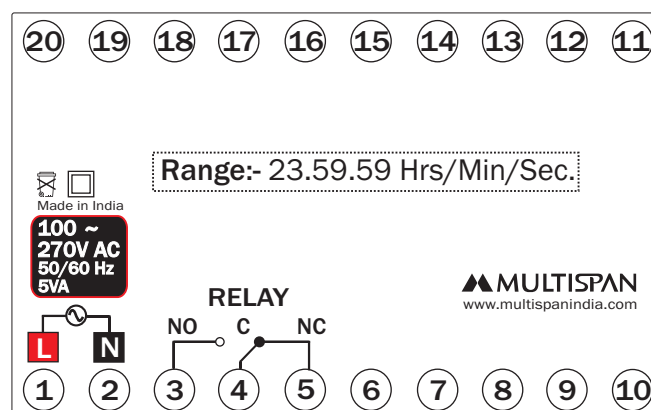 20 19 18 17 16 15 14 13 12 11
Range:- 23.59.59 Hrs/Min/Sec.
Made in India
100 ~
270V AC
50/60 Hz
5VA
MULTISPAN
www.multispanindia.com
RELAY
NO C NC
L N
1 2 3 4 5 6 7 8 9 10